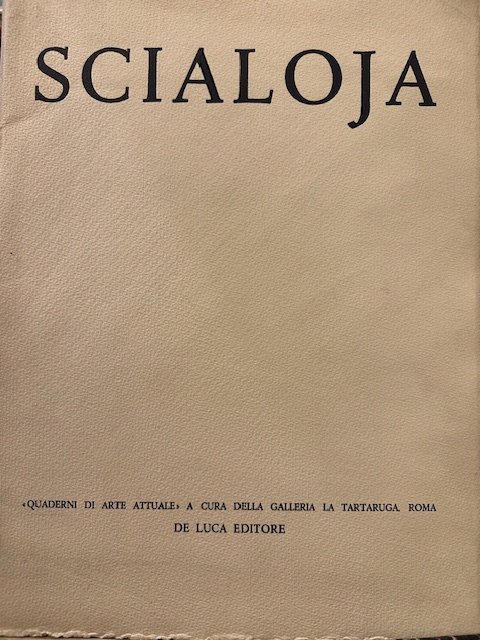 SCIALOJA
«QUADERNI DI ARTE ATTUALE» A CURA DELLA GALLERIA LA TARTARUGA. ROMA
DE LUCA EDITORE